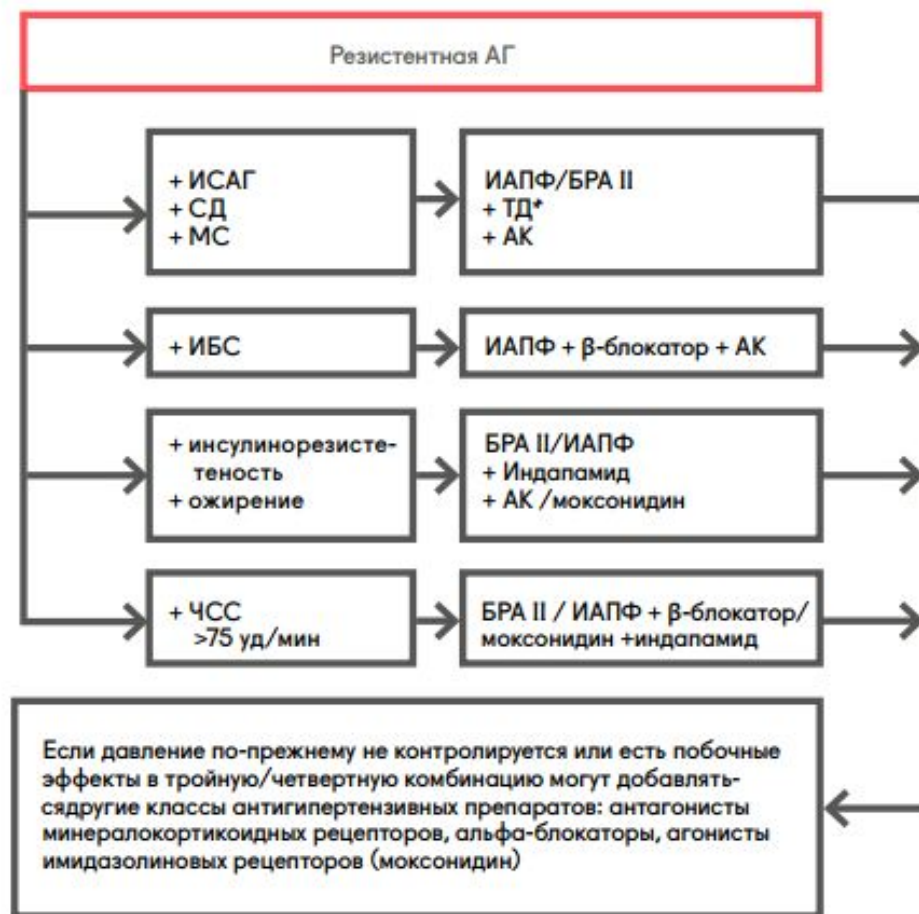 Резистентная АГ
+ ИСАГ
+ СД
+ МС
ИАПФ/БРА II
+ ТД*
+ АК
+ ИБС
ИАПФ + β-блокатор + АК
+ инсулинорезисте-
теность
+ ожирение
БРА II/ИАПФ
+ Индапамид
+ АК /моксонидин
+ ЧСС
>75 уд/мин
БРА II / ИАПФ + β-блокатор/
моксонидин +индапамид
Если давление по-прежнему не контролируется или есть побочные
эффекты в тройную/четвертную комбинацию могут добавлять-
сядругие классы антигипертензивных препаратов: антагонисты
минералокортикоидных рецепторов, альфа-блокаторы, агонисты
имидазолиновых рецепторов (моксонидин)